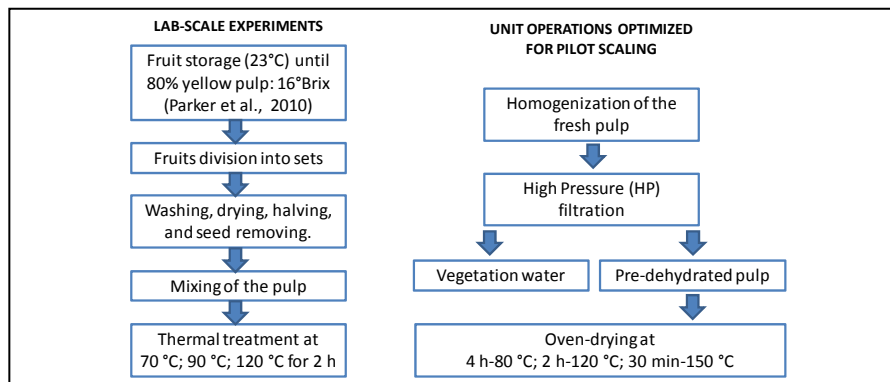 LAB-SCALE EXPERIMENTS
Fruit storage (23°C) until
80% yellow pulp: 16°Brix
(Parker et al., 2010)
Fruits division into sets
Washing, drying, halving,
and seed removing.
Mixing of the pulp
Thermal treatment at
70 °C; 90 °C; 120 °C for 2 h
UNIT OPERATIONS OPTIMIZED
FOR PILOT SCALING
Homogenization of the
fresh pulp
High Pressure (HP)
filtration
Vegetation water
Pre-dehydrated pulp
Oven-drying at
4 h-80 °C; 2 h-120 °C; 30 min-150 °C